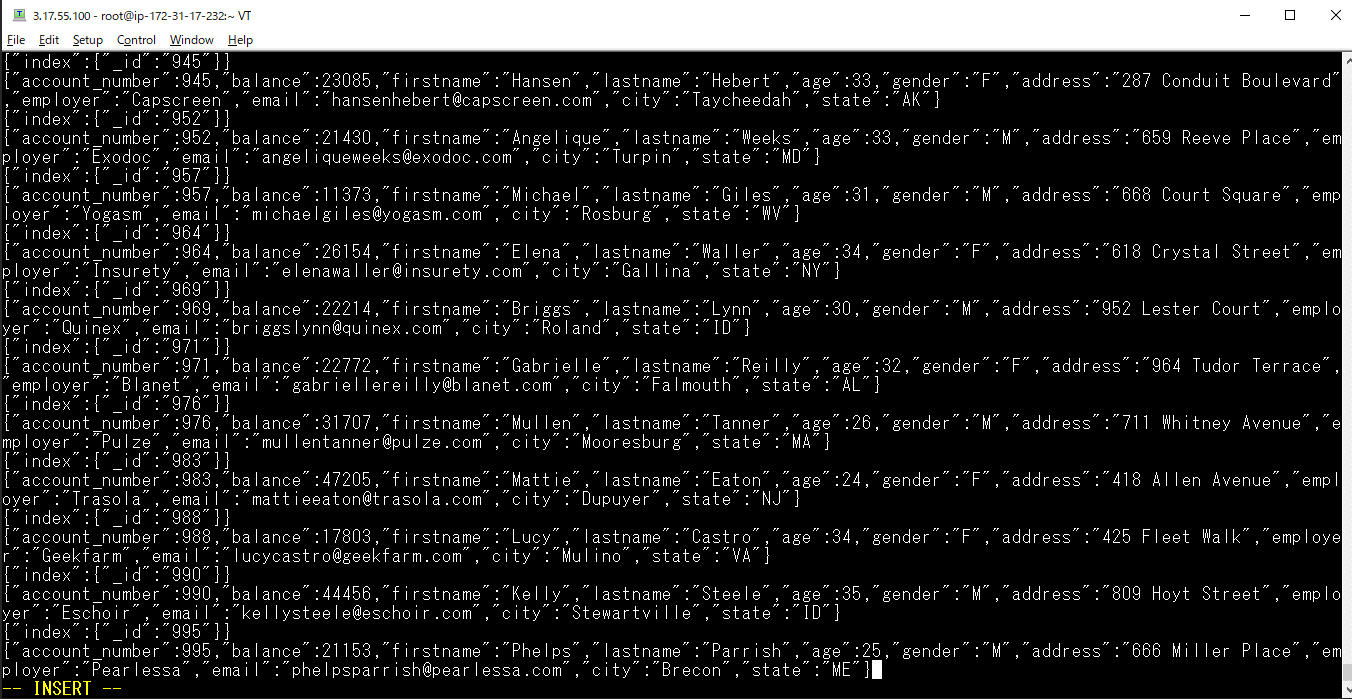 3.17.55.100 - root@ip-172-31-17-232:~ VT
File Edit Setup Control Window Help
{"index":{"_id":"945"}}
{"account_number":945,"balance":23085,"firstname":"Hansen","lastname":"Hebert","age":33,"gender":"F","address":"287 Conduit Boulevard"
,"employer":"Capscreen","email":"hansenhebert@capscreen.com","city":"Taycheedah","state":"AK"}
{"index":{"_id":"952"}}
{"account_number":952,"balance":21430,"firstname":"Angelique","lastname":"Weeks","age":33,"gender":"M","address":"659 Reeve Place","em
ployer":"Exodoc","email":"angeliqueweeks@exodoc.com","city":"Turpin","state":"MD"}
{"index":{"_id":"957"}}
{"account_number":957,"balance":11373,"firstname":"Michael","lastname":"Giles","age":31,"gender":"M","address":"668 Court Square","emp
loyer":"Yogasm","email":"michaelgiles@yogasm.com","city":"Rosburg","state":"WV"}
{"index":{"_id":"964"}}
{"account_number":964,"balance":26154,"firstname":"Elena","lastname":"Waller","age":34,"gender":"F","address":"618 Crystal Street","em
ployer":"Insurety","email":"elenawaller@insurety.com","city":"Gallina","state":"NY"}
{"index":{"_id":"969"}}
{"account_number":969,"balance":22214,"firstname":"Briggs","lastname":"Lynn","age":30,"gender":"M","address":"952 Lester Court","emplo
yer":"Quinex","email":"briggslynn@quinex.com","city":"Roland","state":"ID"}
{"index":{"_id":"971"}}
{"account_number":971,"balance":22772,"firstname":"Gabrielle","lastname":"Reilly","age":32,"gender":"F","address":"964 Tudor Terrace",
"employer":"Blanet","email":"gabriellereilly@blanet.com","city":"Falmouth","state":"AL"}
{"index":{"_id":"976"}}
{"account_number":976,"balance":31707,"firstname":"Mullen","lastname":"Tanner","age":26,"gender":"M","address":"711 Whitney Avenue","e
mployer":"Pulze","email":"mullentanner@pulze.com","city":"Mooresburg","state":"MA"}
{"index":{"_id":"983"}}
{"account_number":983,"balance":47205,"firstname":"Mattie","lastname":"Eaton","age":24,"gender":"F","address":"418 Allen Avenue","empl
oyer":"Trasola","email":"mattieeaton@trasola.com","city":"Dupuyer","state":"NJ"}
{"index":{"_id":"988"}}
{"account_number":988,"balance":17803,"firstname":"Lucy","lastname":"Castro","age":34,"gender":"F","address":"425 Fleet Walk","employe
r":"Geekfarm","email":"lucycastro@geekfarm.com","city":"Mulino","state":"VA"}
{"index":{"_id":"990"}}
{"account_number":990,"balance":44456,"firstname":"Kelly","lastname":"Steele","age":35,"gender":"M","address":"809 Hoyt Street","emplo
yer":"Eschoir","email":"kellysteele@eschoir.com","city":"Stewartville","state":"ID"}
{"index":{"_id":"995"}}
{"account_number":995,"balance":21153,"firstname":"Phelps","lastname":"Parrish","age":25,"gender":"M","address":"666 Miller Place","em
ployer":"Pearlessa","email":"phelpsparrish@pearlessa.com","city":"Brecon","state":"ME"}
-- INSERT --